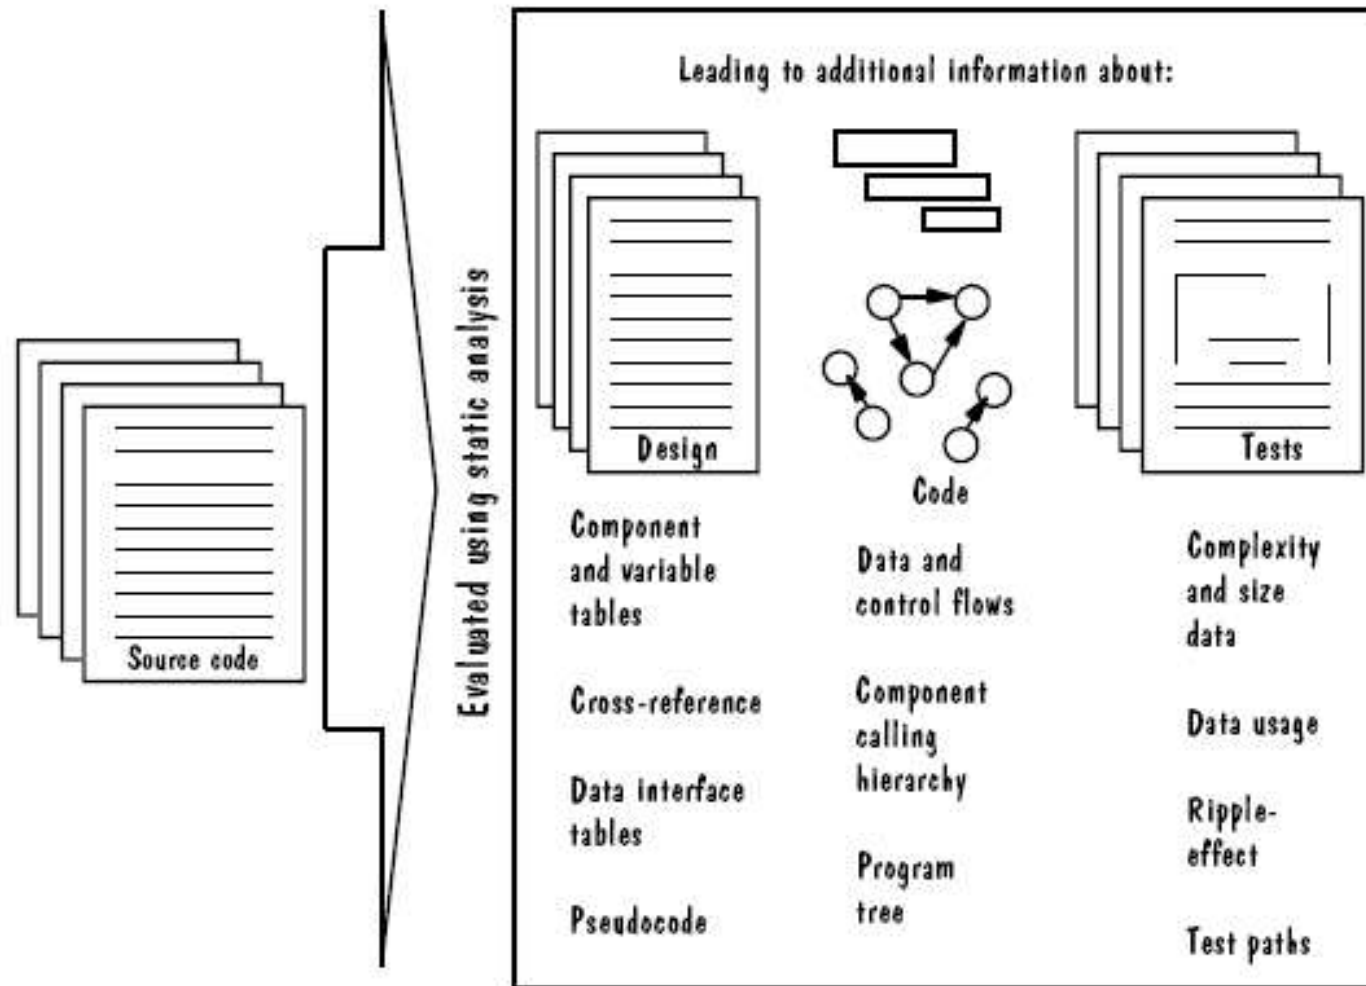 Leading to additional information about:
Source code
Evaluated using static analysis
Design
Component
and variable
tables
Cross-reference
Data interface
tables
Pseudocode
Code
Data and
control flows
Component
calling
hierarchy
Program
tree
Tests
Complexity
and size
data
Data usage
Ripple-
effect
Test paths